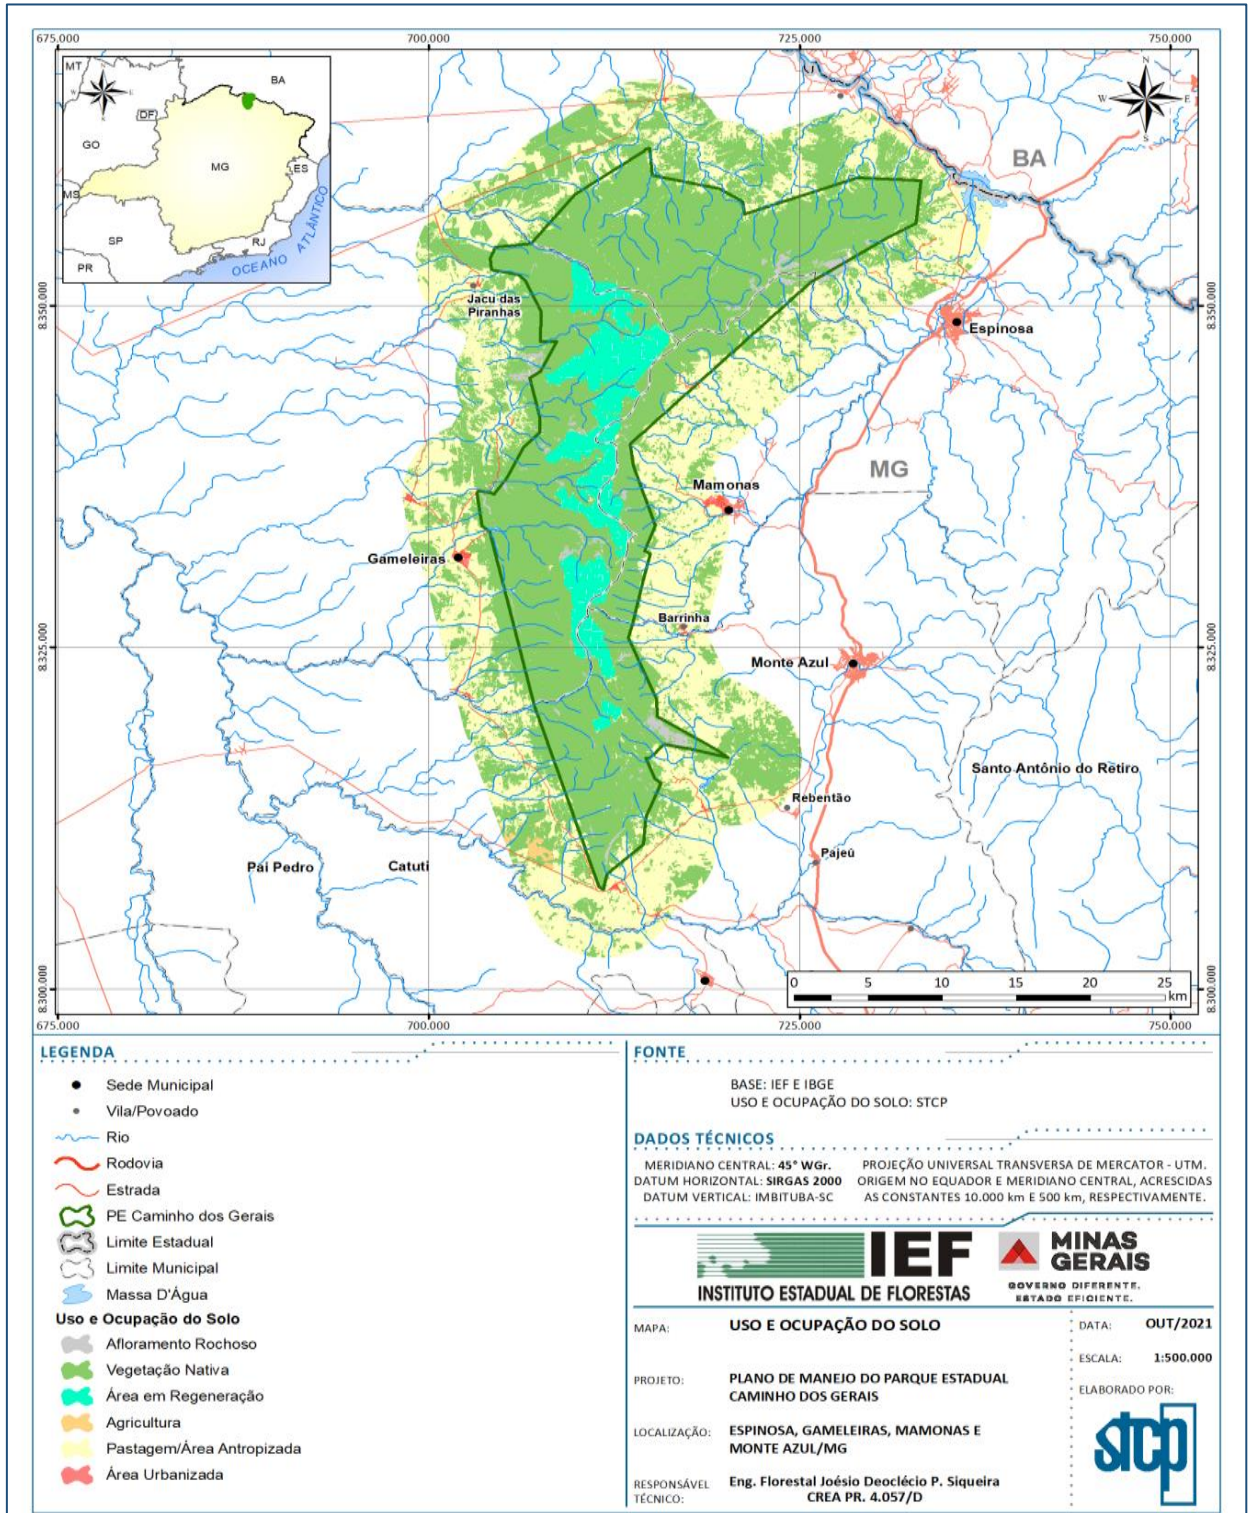 675.000
700.000
725.000
750.000
MT
BA
DF
GO
MG
ES
MS
SP
RJ
PR
OCEANO ATLÂNTICO
N
W E
S
BA
8.350.000
8.350.000
Jacu das
Piranhas
Espinosa
MG
Mamonas
Gameleiras
Barrinha
8.325.000
8.325.000
Monte Azul
Santo Antônio do Retiro
Rebentão
Pajeú
Pai Pedro
Catuti
8.300.000
8.300.000
0 5 10 15 20 25
km
675.000
700.000
725.000
750.000
LEGENDA
Sede Municipal
Vila/Povoado
Rio
Rodovia
Estrada
PE Caminho dos Gerais
Limite Estadual
Limite Municipal
Massa D'Água
Uso e Ocupação do Solo
Afloramento Rochoso
Vegetação Nativa
Área em Regeneração
Agricultura
Pastagem/Área Antropizada
Área Urbanizada
FONTE
BASE: IEF E IBGE
USO E OCUPAÇÃO DO SOLO: STCP
DADOS TÉCNICOS
MERIDIANO CENTRAL: 45° WGr.
DATUM HORIZONTAL: SIRGAS 2000
DATUM VERTICAL: IMBITUBA-SC
PROJEÇÃO UNIVERSAL TRANSVERSA DE MERCATOR - UTM.
ORIGEM NO EQUADOR E MERIDIANO CENTRAL, ACRESCIDAS
AS CONSTANTES 10.000 km E 500 km, RESPECTIVAMENTE.
IEF
INSTITUTO ESTADUAL DE FLORESTAS
MINAS
GERAIS
GOVERNO DIFERENTE.
ESTADO EFICIENTE.
MAPA: USO E OCUPAÇÃO DO SOLO
DATA: OUT/2021
ESCALA: 1:500.000
PROJETO: PLANO DE MANEJO DO PARQUE ESTADUAL
CAMINHO DOS GERAIS
ELABORADO POR:
stcp
LOCALIZAÇÃO: ESPINOSA, GAMELEIRAS, MAMONAS E
MONTE AZUL/MG
RESPONSÁVEL
TÉCNICO:
Eng. Florestal Joésio Deoclécio P. Siqueira
CREA PR. 4.057/D